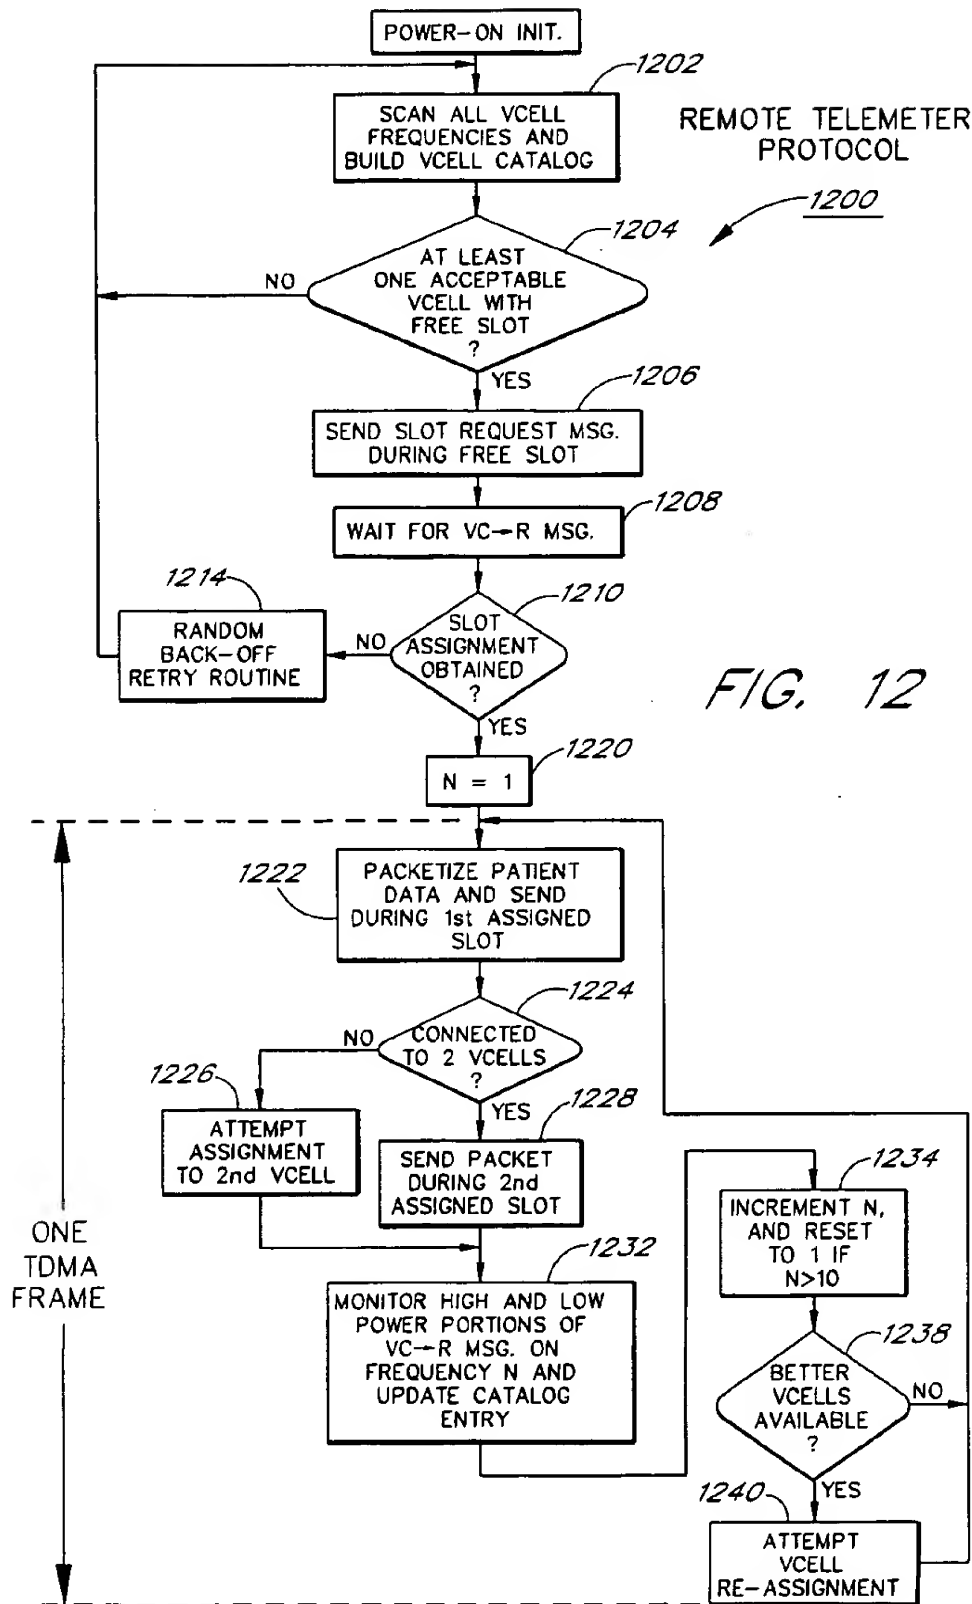 POWER-ON INIT.
1202
SCAN ALL VCELL
FREQUENCIES AND
BUILD VCELL CATALOG
REMOTE TELEMETER
PROTOCOL
1200
1204
AT LEAST
ONE ACCEPTABLE
VCELL WITH
FREE SLOT
?
NO
YES
1206
SEND SLOT REQUEST MSG.
DURING FREE SLOT
1208
WAIT FOR VC→R MSG.
1210
SLOT
ASSIGNMENT
OBTAINED
?
NO
1214
RANDOM
BACK-OFF
RETRY ROUTINE
YES
FIG. 12
1220
N = 1
1222
PACKETIZE PATIENT
DATA AND SEND
DURING 1st ASSIGNED
SLOT
1224
CONNECTED
TO 2 VCELLS
?
NO
YES
1226
ATTEMPT
ASSIGNMENT
TO 2nd VCELL
1228
SEND PACKET
DURING 2nd
ASSIGNED SLOT
ONE
TDMA
FRAME
1232
MONITOR HIGH AND LOW
POWER PORTIONS OF
VC→R MSG. ON
FREQUENCY N AND
UPDATE CATALOG
ENTRY
1234
INCREMENT N,
AND RESET
TO 1 IF
N>10
1238
BETTER
VCELLS
AVAILABLE
?
NO
YES
1240
ATTEMPT
VCELL
RE-ASSIGNMENT